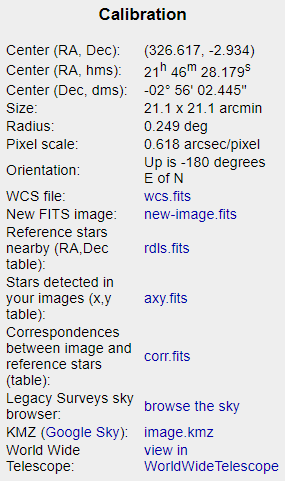 Calibration
Center (RA, Dec): (326.617, -2.934)
Center (RA, hms): 21h 46m 28.179s
Center (Dec, dms): -02° 56' 02.445"
Size: 21.1 x 21.1 arcmin
Radius: 0.249 deg
Pixel scale: 0.618 arcsec/pixel
Orientation: Up is -180 degrees
E of N
WCS file: wcs.fits
New FITS image: new-image.fits
Reference stars
nearby (RA,Dec
table): rdls.fits
Stars detected in
your images (x,y
table): axy.fits
Correspondences
between image and
reference stars
(table): corr.fits
Legacy Surveys sky
browser: browse the sky
KMZ (Google Sky): image.kmz
World Wide
Telescope: view in
WorldWideTelescope